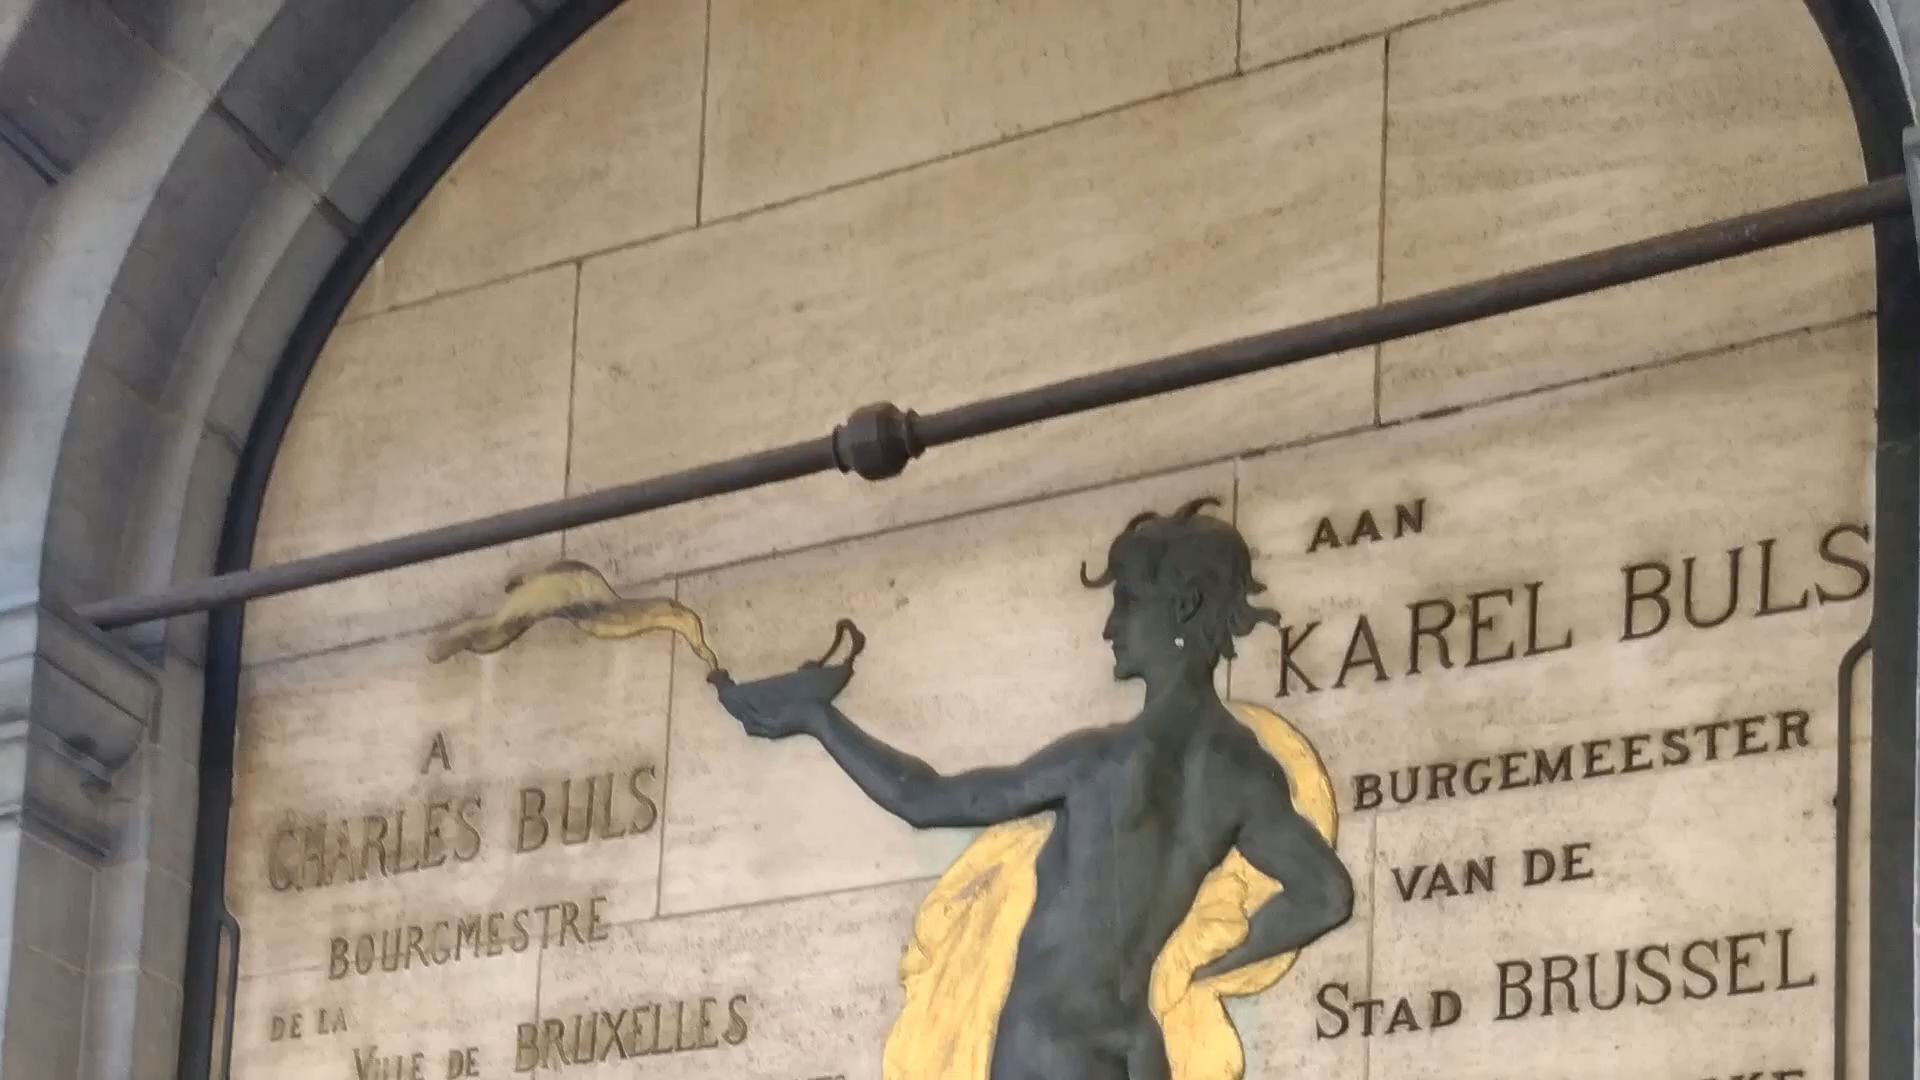 A
CHARLES BULS
BOURGMESTRE
DE LA
VILLE DE BRUXELLES
AAN
KAREL BULS
BURGEMEESTER
VAN DE
STAD BRUSSEL